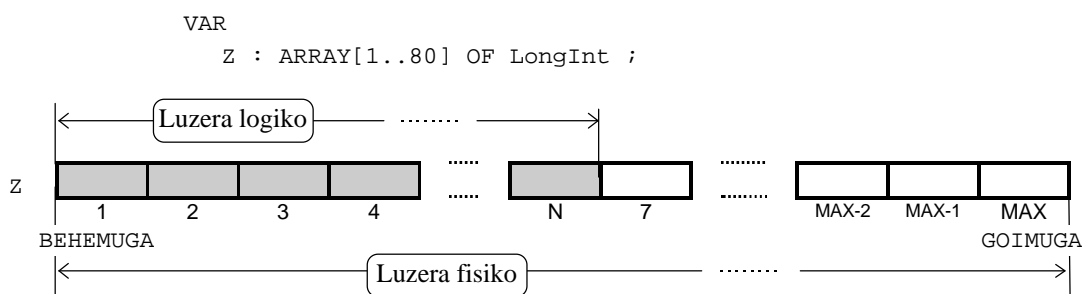 VAR
Z : ARRAY[1..80] OF LongInt ;
Luzera logiko
Z
1 2 3 4 N 7 MAX-2 MAX-1 MAX
BEHEMUGA GOIMUGA
Luzera fisiko